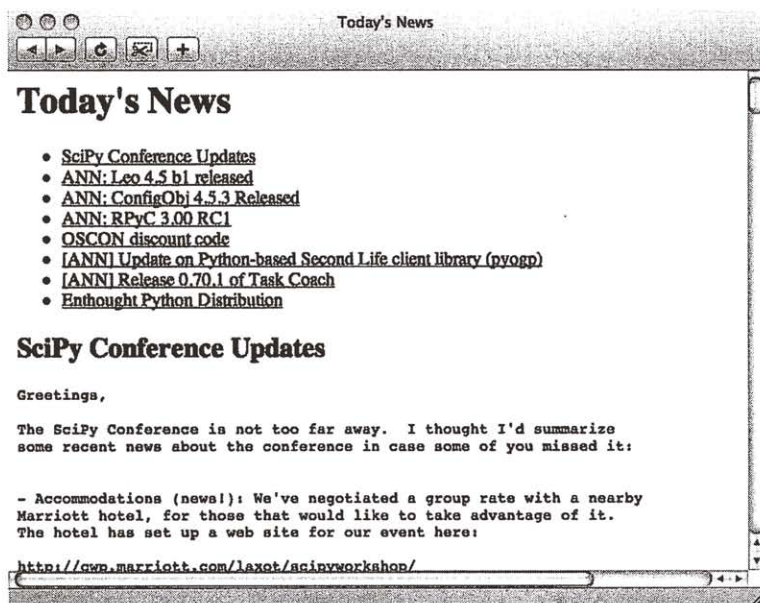 Today's News
Today's News
SciPy Conference Updates
ANN: Leo 4.5 b1 released
ANN: ConfigObj 4.5.3 Released
ANN: RPyC 3.00 RC1
OSCON discount code
[ANN] Update on Python-based Second Life client library (pyogp)
[ANN] Release 0.70.1 of Task Coach
Enthought Python Distribution
SciPy Conference Updates
Greetings,
The SciPy Conference is not too far away.  I thought I'd summarize
some recent news about the conference in case some of you missed it:
- Accommodations (news!): We've negotiated a group rate with a nearby
Marriott hotel, for those that would like to take advantage of it.
The hotel has set up a web site for our event here:
http://cwp.marriott.com/laxot/scipyworkshop/